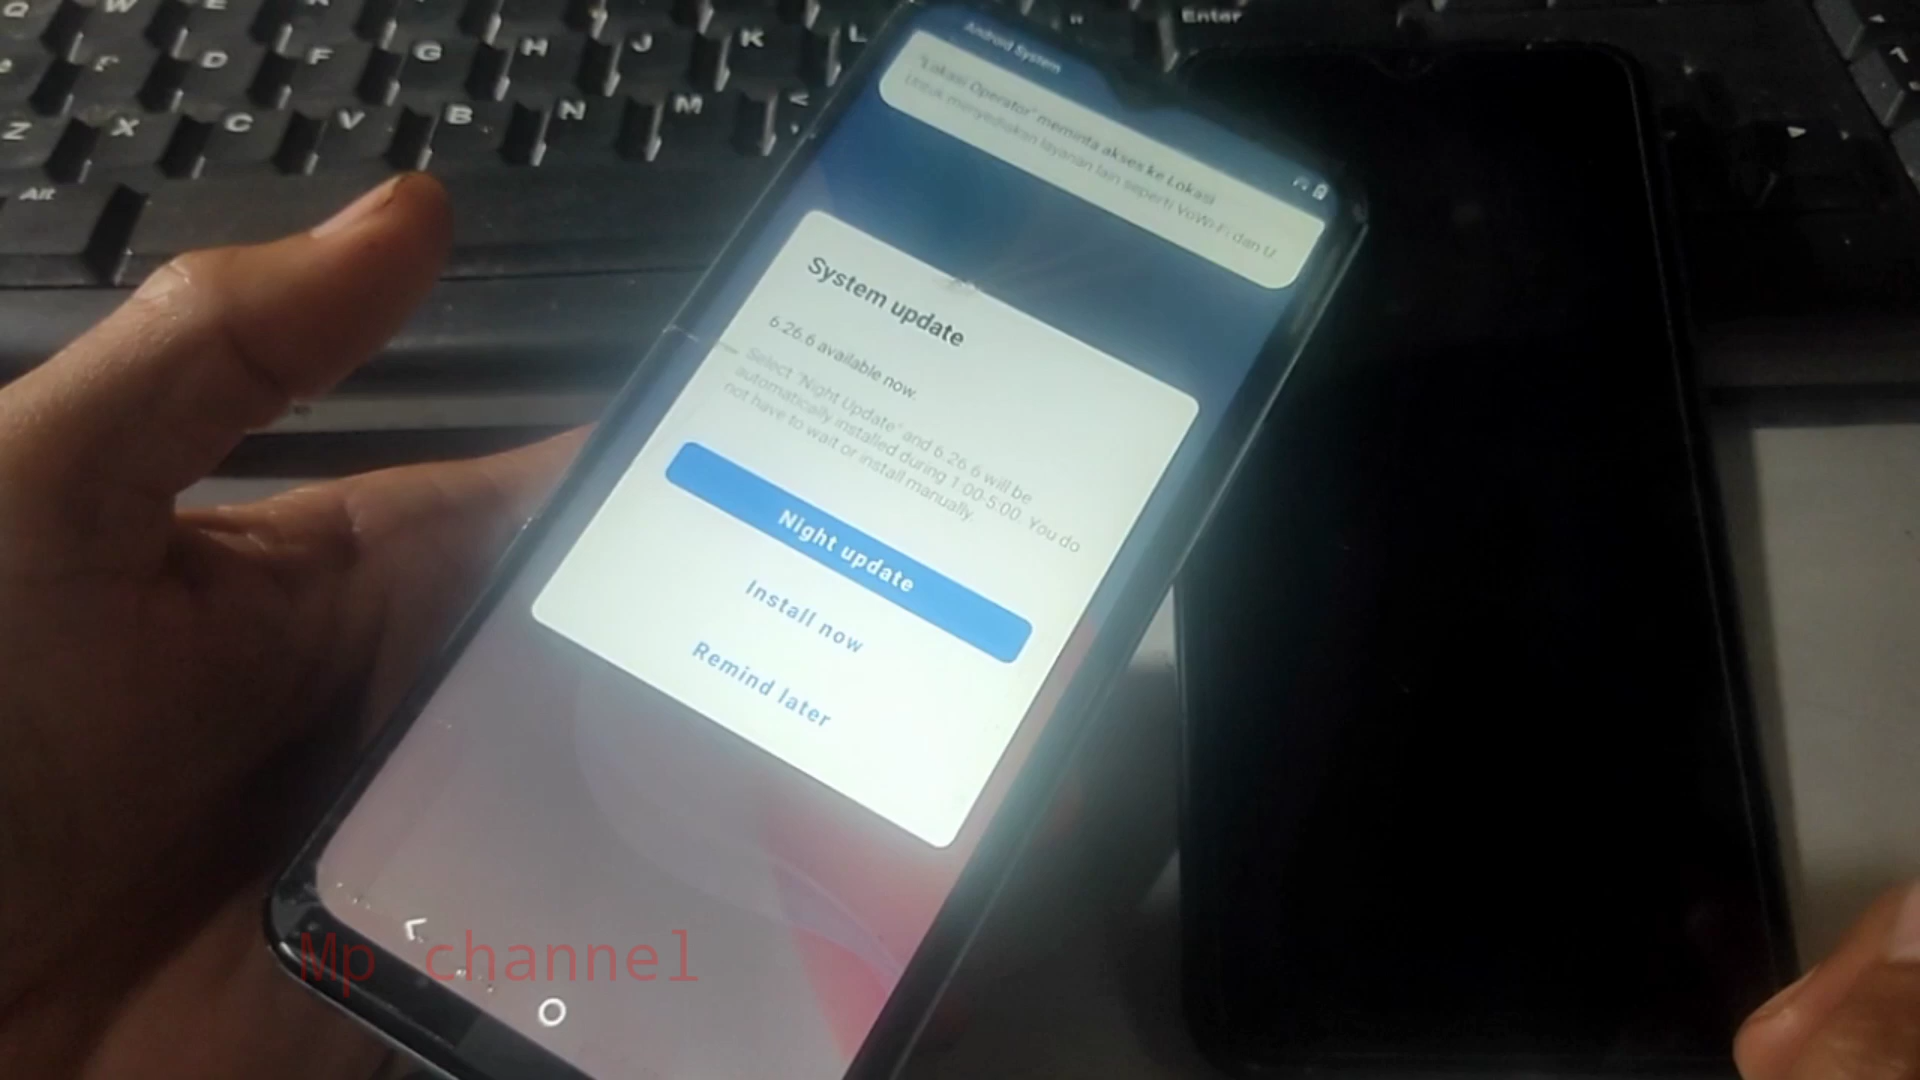 Q W E
Enter
D F G H J K L
Z X C V B N M <
Alt
Android System
"Lokasi Operator" meminta akses ke Lokasi
Untuk menyediakan layanan lain seperti VoWi-Fi dan U
System update
6.26.6 available now.
Select "Night Update" and 6.26.6 will be
automatically installed during 1:00-5:00. You do
not have to wait or install manually.
Night update
Install now
Remind later
Mp channel